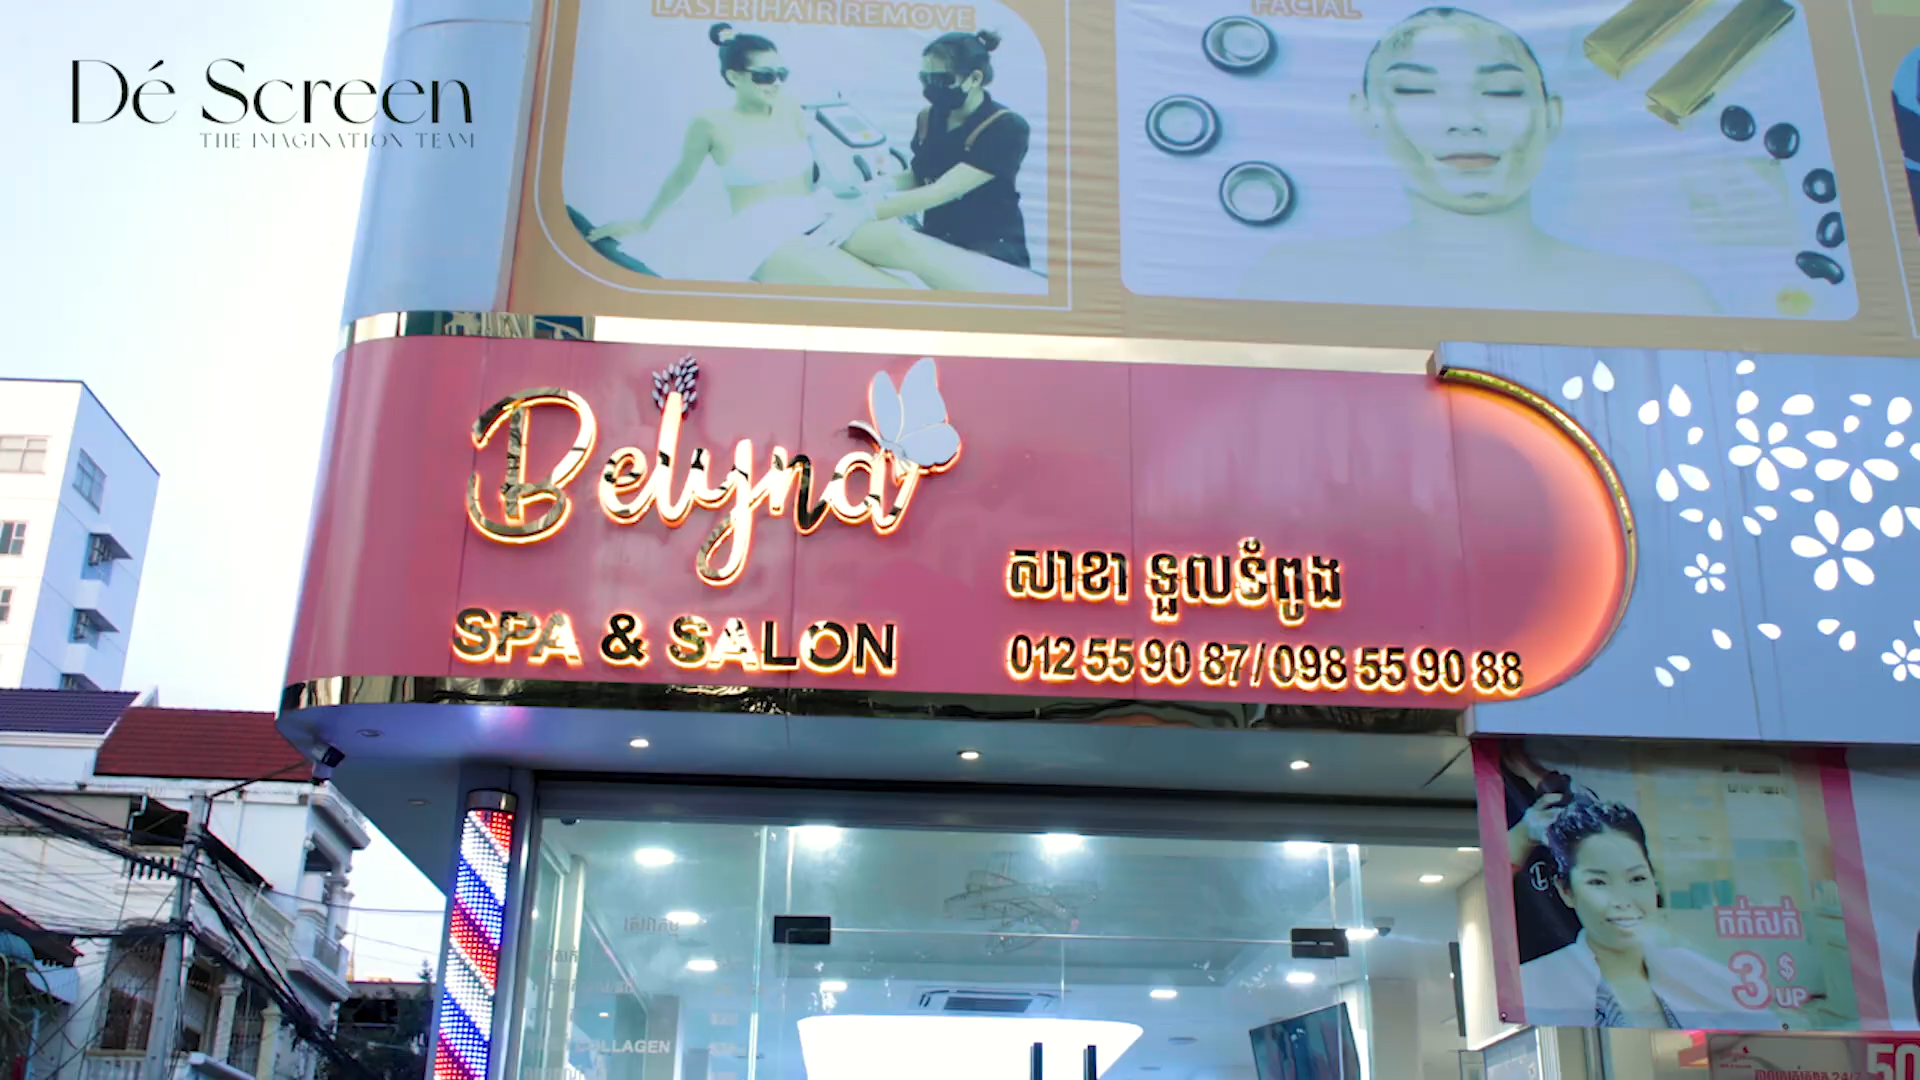 Dé Screen
THE IMAGINATION TEAM
LASER HAIR REMOVE
FACIAL
Belyna
SPA & SALON
សាខា ទួលទំពូង
012 55 90 87/098 55 90 88
កក់សក់
3$
UP
COLLAGEN
50